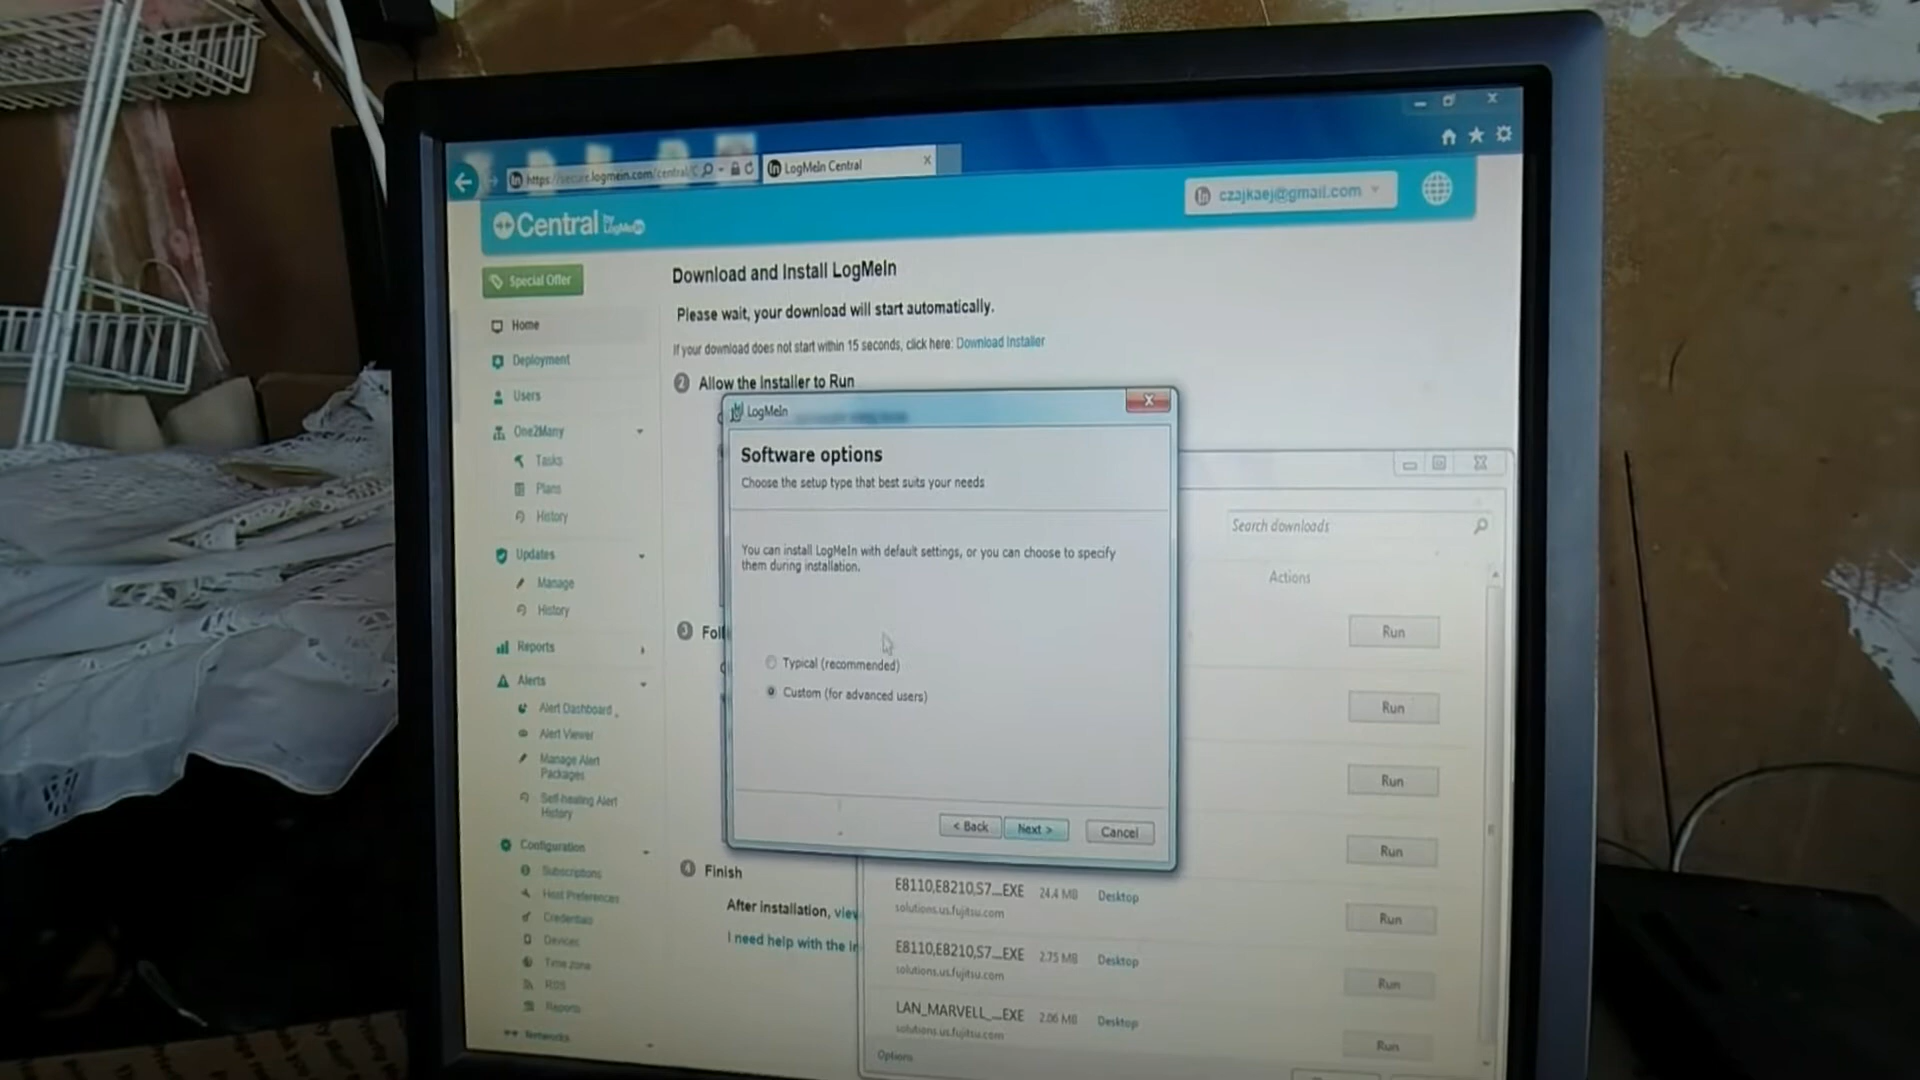 https://secure.logmein.com/central/
LogMeIn Central
Central by LogMeIn
czajkaej@gmail.com
Special Offer
Home
Deployment
Users
One2Many
Tasks
Plans
History
Updates
Manage
History
Reports
Alerts
Alert Dashboard
Alert Viewer
Manage Alert
Packages
Self-healing Alert
History
Configuration
Subscriptions
Host Preferences
Credentials
Devices
Time zone
RSS
Reports
Networks
Download and Install LogMeIn
Please wait, your download will start automatically.
If your download does not start within 15 seconds, click here: Download Installer
2 Allow the Installer to Run
3 Foll
4 Finish
After installation, view
I need help with the in
LogMeIn
Software options
Choose the setup type that best suits your needs
You can install LogMeIn with default settings, or you can choose to specify
them during installation.
Typical (recommended)
Custom (for advanced users)
< Back
Next >
Cancel
Search downloads
Actions
Run
Run
Run
Run
E8110,E8210,S7_...EXE 24.4 MB Desktop
solutions.us.fujitsu.com
Run
E8110,E8210,S7_...EXE 2.75 MB Desktop
solutions.us.fujitsu.com
Run
LAN_MARVELL_...EXE 2.06 MB Desktop
solutions.us.fujitsu.com
Run
Options